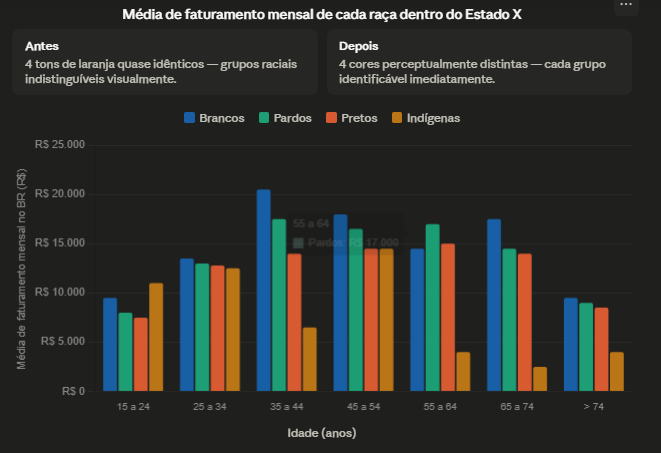 Média de faturamento mensal de cada raça dentro do Estado X
...
Antes
4 tons de laranja quase idênticos — grupos raciais
indistinguíveis visualmente.
Depois
4 cores perceptualmente distintas — cada grupo
identificável imediatamente.
Brancos Pardos Pretos Indígenas
Média de faturamento mensal no BR (R$)
R$ 25.000
R$ 20.000
R$ 15.000
R$ 10.000
R$ 5.000
R$ 0
55 a 64
Pardos: R$ 17.000
15 a 24 25 a 34 35 a 44 45 a 54 55 a 64 65 a 74 > 74
Idade (anos)